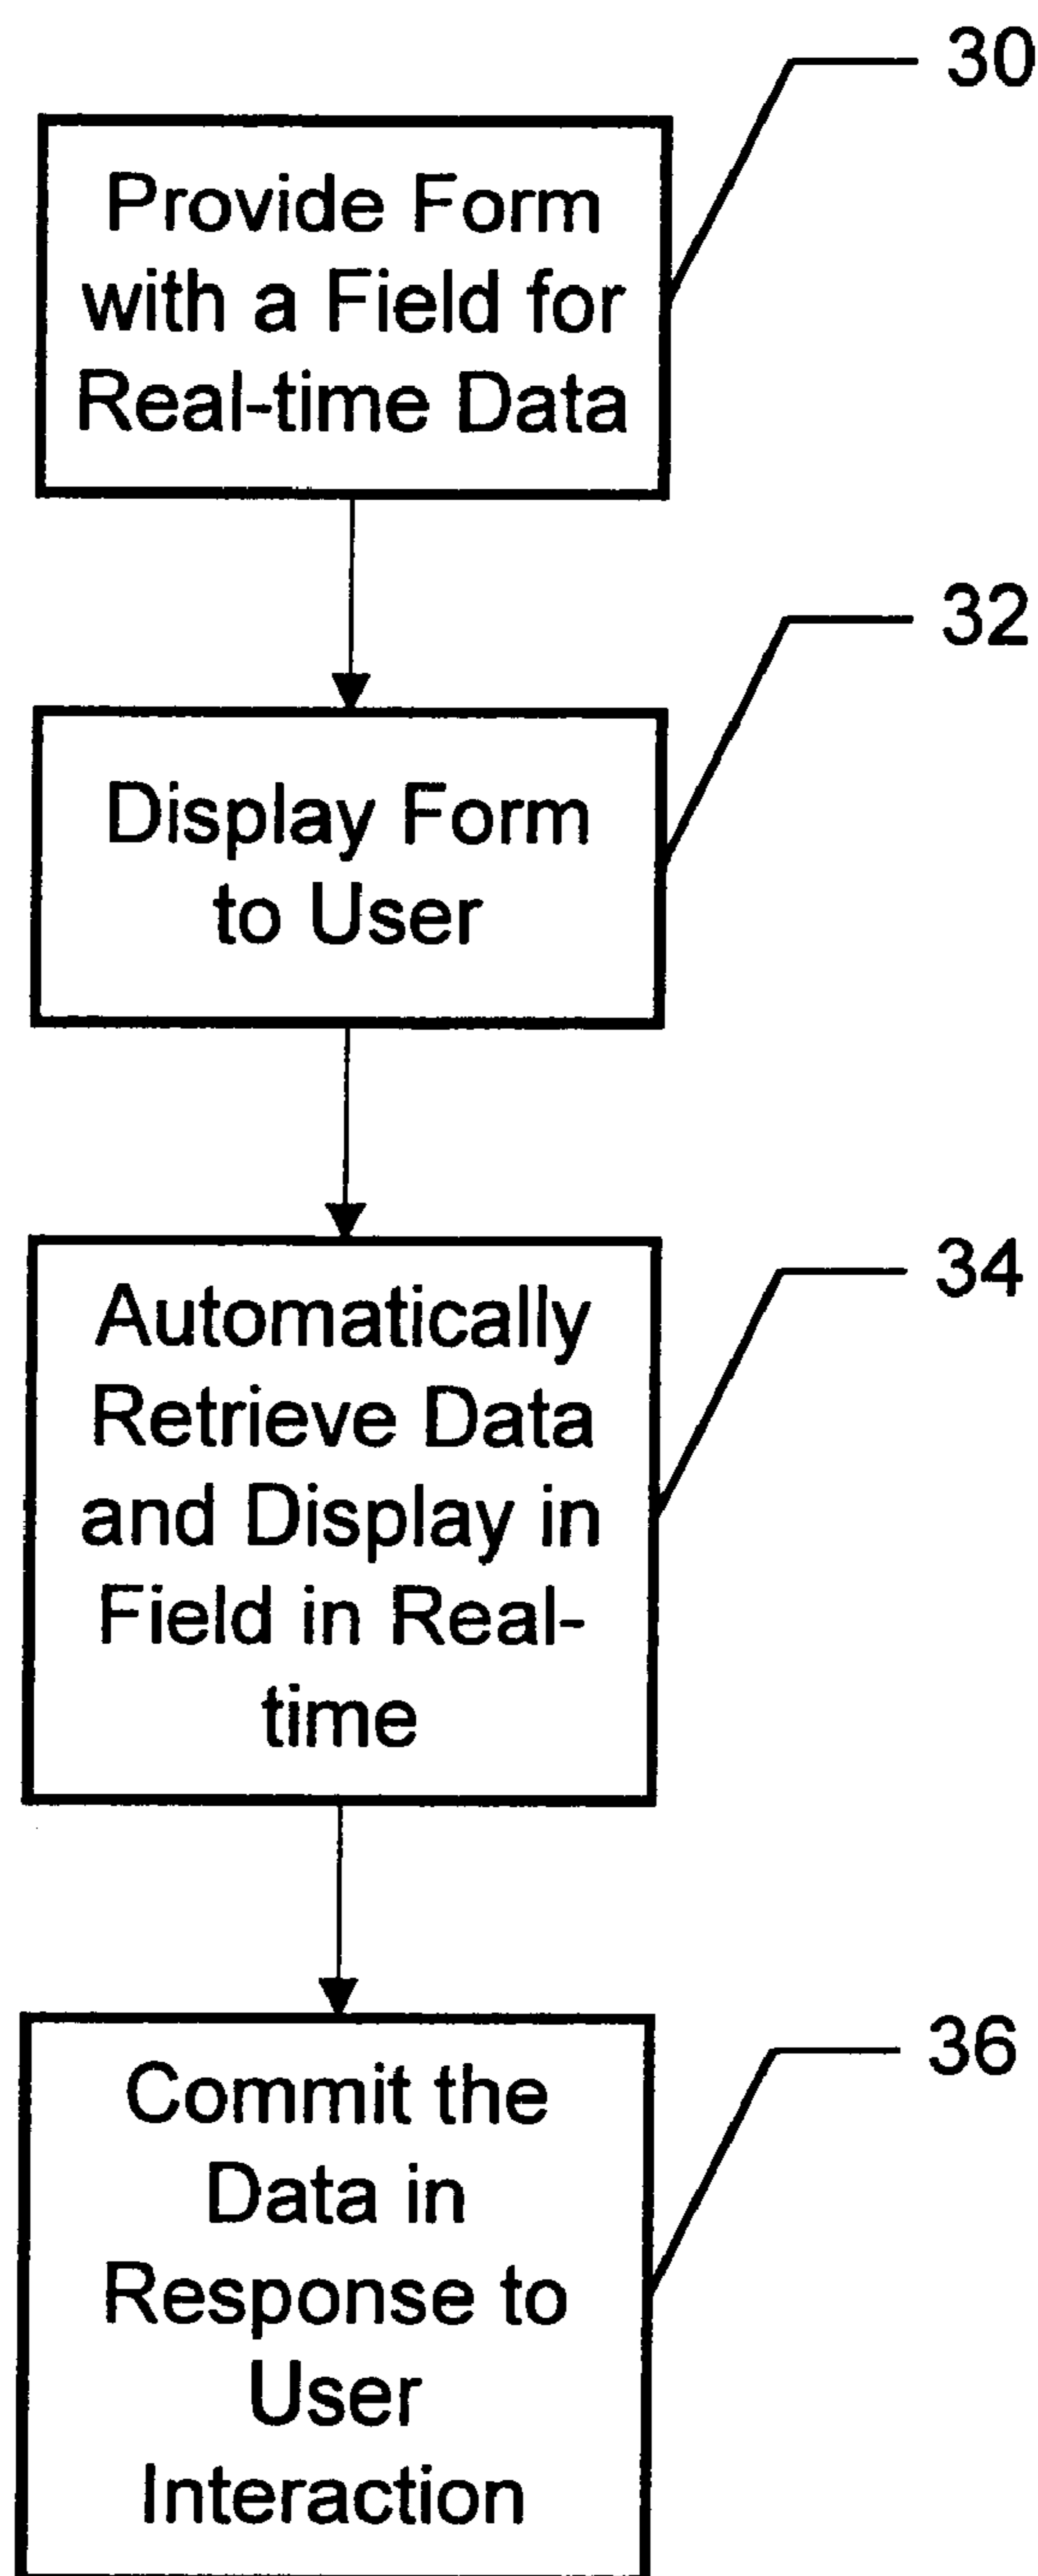 30
Provide Form
with a Field for
Real-time Data
32
Display Form
to User
34
Automatically
Retrieve Data
and Display in
Field in Real-
time
36
Commit the
Data in
Response to
User
Interaction